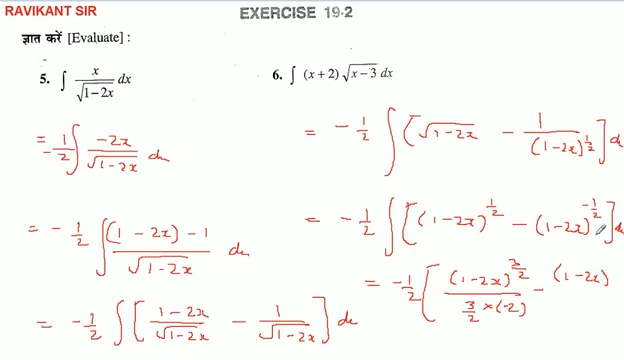 RAVIKANT SIR
EXERCISE 19.2
ज्ञात करें [Evaluate] :
5. ∫ x/√(1−2x) dx
6. ∫ (x+2) √(x−3) dx
= −1/2 ∫ −2x/√(1−2x) dx
= −1/2 ∫ ((1−2x)−1)/√(1−2x) dx
= −1/2 ∫ [ (1−2x)/√(1−2x) − 1/√(1−2x) ] dx
= −1/2 ∫ [ √(1−2x) − 1/(1−2x)^(1/2) ] dx
= −1/2 ∫ [ (1−2x)^(1/2) − (1−2x)^(−1/2) ] dx
= −1/2 [ (1−2x)^(3/2)/(3/2 ×(−2)) − (1−2x)